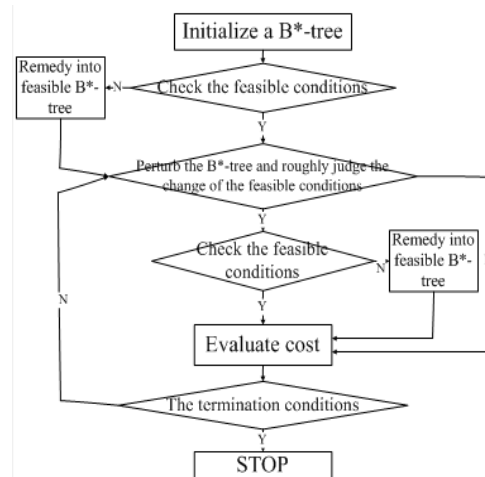 Initialize a B*-tree
Remedy into
feasible B*-
tree
N
Check the feasible conditions
Y
Perturb the B*-tree and roughly judge the
change of the feasible conditions
Y
Check the feasible
conditions
N
Remedy into
feasible B*-
tree
N
Y
Evaluate cost
The termination conditions
Y
STOP